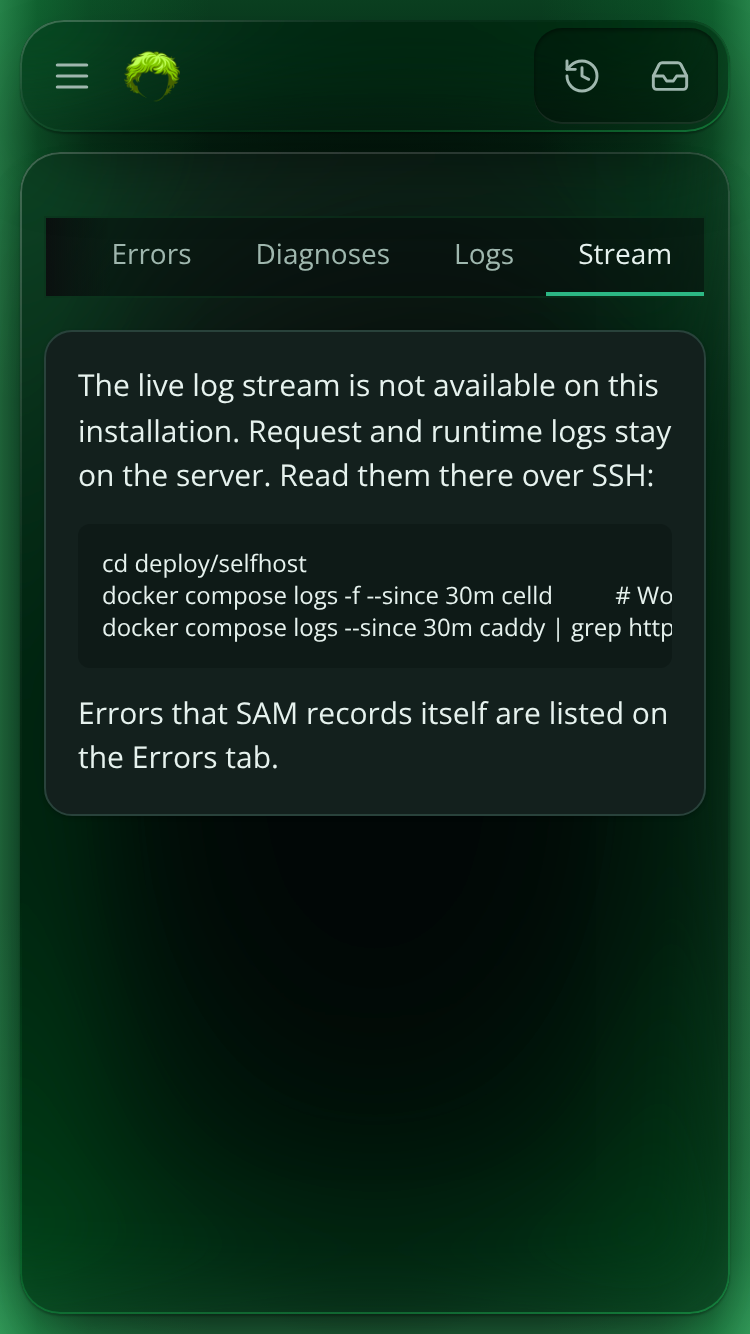 Errors Diagnoses Logs Stream
The live log stream is not available on this
installation. Request and runtime logs stay
on the server. Read them there over SSH:
cd deploy/selfhost
docker compose logs -f --since 30m celld # Wo
docker compose logs --since 30m caddy | grep http
Errors that SAM records itself are listed on
the Errors tab.